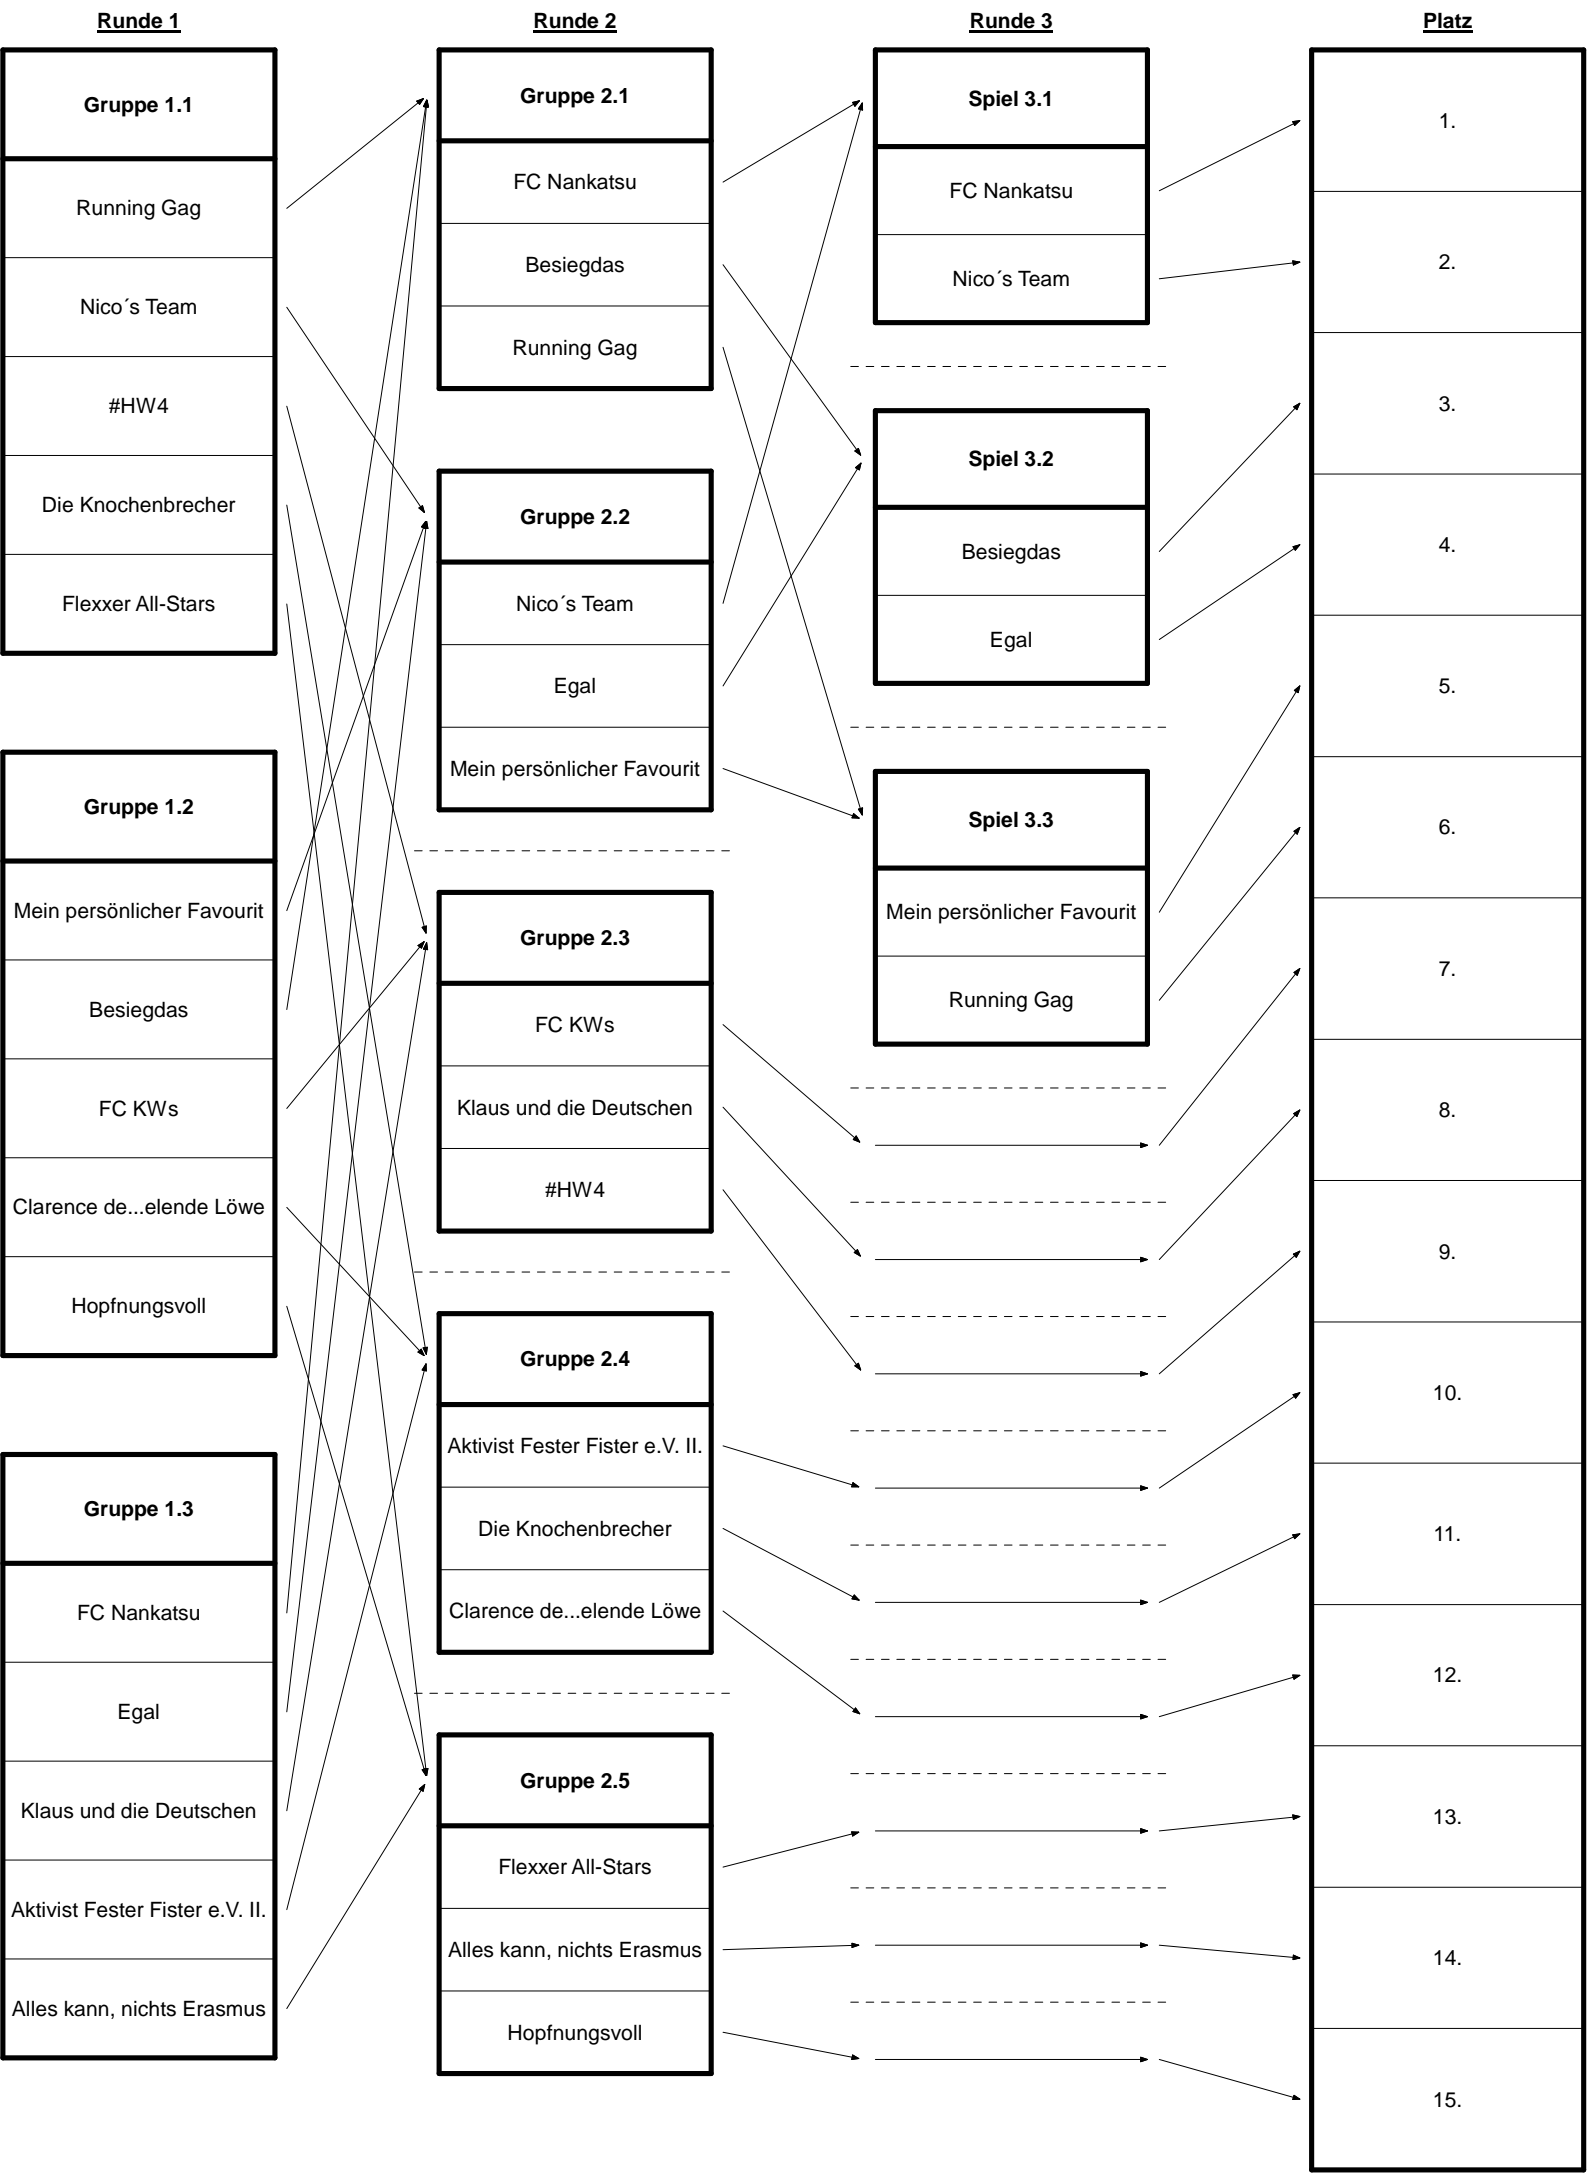 Runde 1
Gruppe 1.1
Running Gag
Nico´s Team
#HW4
Die Knochenbrecher
Flexxer All-Stars
Gruppe 1.2
Mein persönlicher Favourit
Besiegdas
FC KWs
Clarence de...elende Löwe
Hopfnungsvoll
Gruppe 1.3
FC Nankatsu
Egal
Klaus und die Deutschen
Aktivist Fester Fister e.V. II.
Alles kann, nichts Erasmus
Runde 2
Gruppe 2.1
FC Nankatsu
Besiegdas
Running Gag
Gruppe 2.2
Nico´s Team
Egal
Mein persönlicher Favourit
Gruppe 2.3
FC KWs
Klaus und die Deutschen
#HW4
Gruppe 2.4
Aktivist Fester Fister e.V. II.
Die Knochenbrecher
Clarence de...elende Löwe
Gruppe 2.5
Flexxer All-Stars
Alles kann, nichts Erasmus
Hopfnungsvoll
Runde 3
Spiel 3.1
FC Nankatsu
Nico´s Team
Spiel 3.2
Besiegdas
Egal
Spiel 3.3
Mein persönlicher Favourit
Running Gag
Platz
1.
2.
3.
4.
5.
6.
7.
8.
9.
10.
11.
12.
13.
14.
15.